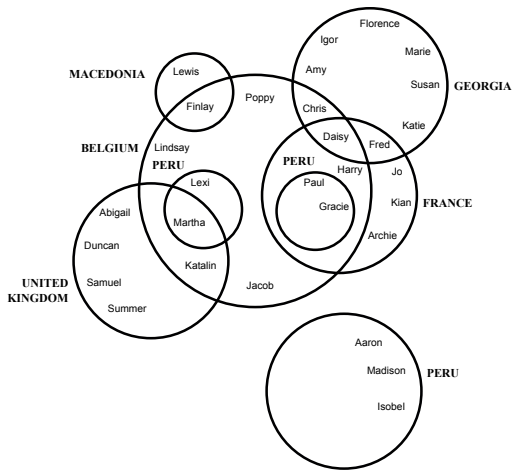 Florence
Igor
Marie
MACEDONIA
Lewis
Amy
Susan
GEORGIA
Poppy
Finlay
Chris
Katie
Daisy
Fred
BELGIUM
Lindsay
PERU
PERU
Harry
Jo
Lexi
Paul
Kian
FRANCE
Gracie
Abigail
Martha
Archie
Duncan
Katalin
UNITED
KINGDOM
Samuel
Jacob
Summer
Aaron
Madison
PERU
Isobel